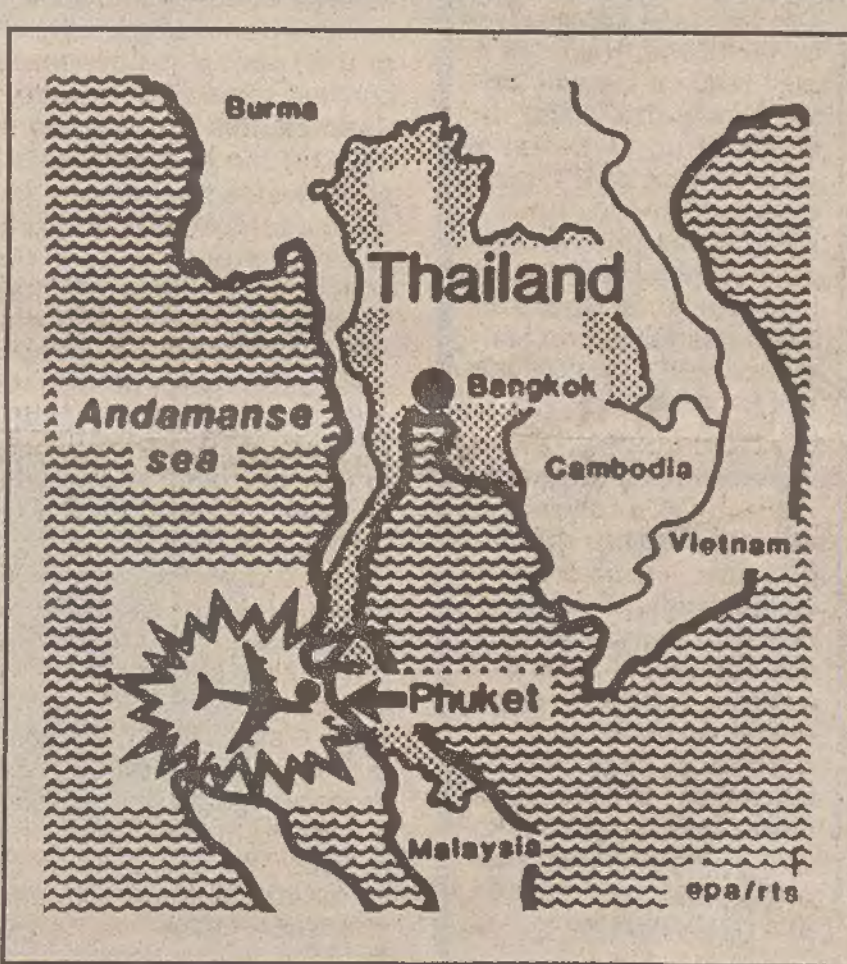 Burma
Thailand
Bangkok
Andamanse
sea
Cambodia
Vietnam
Phuket
Malaysia
epa/rts